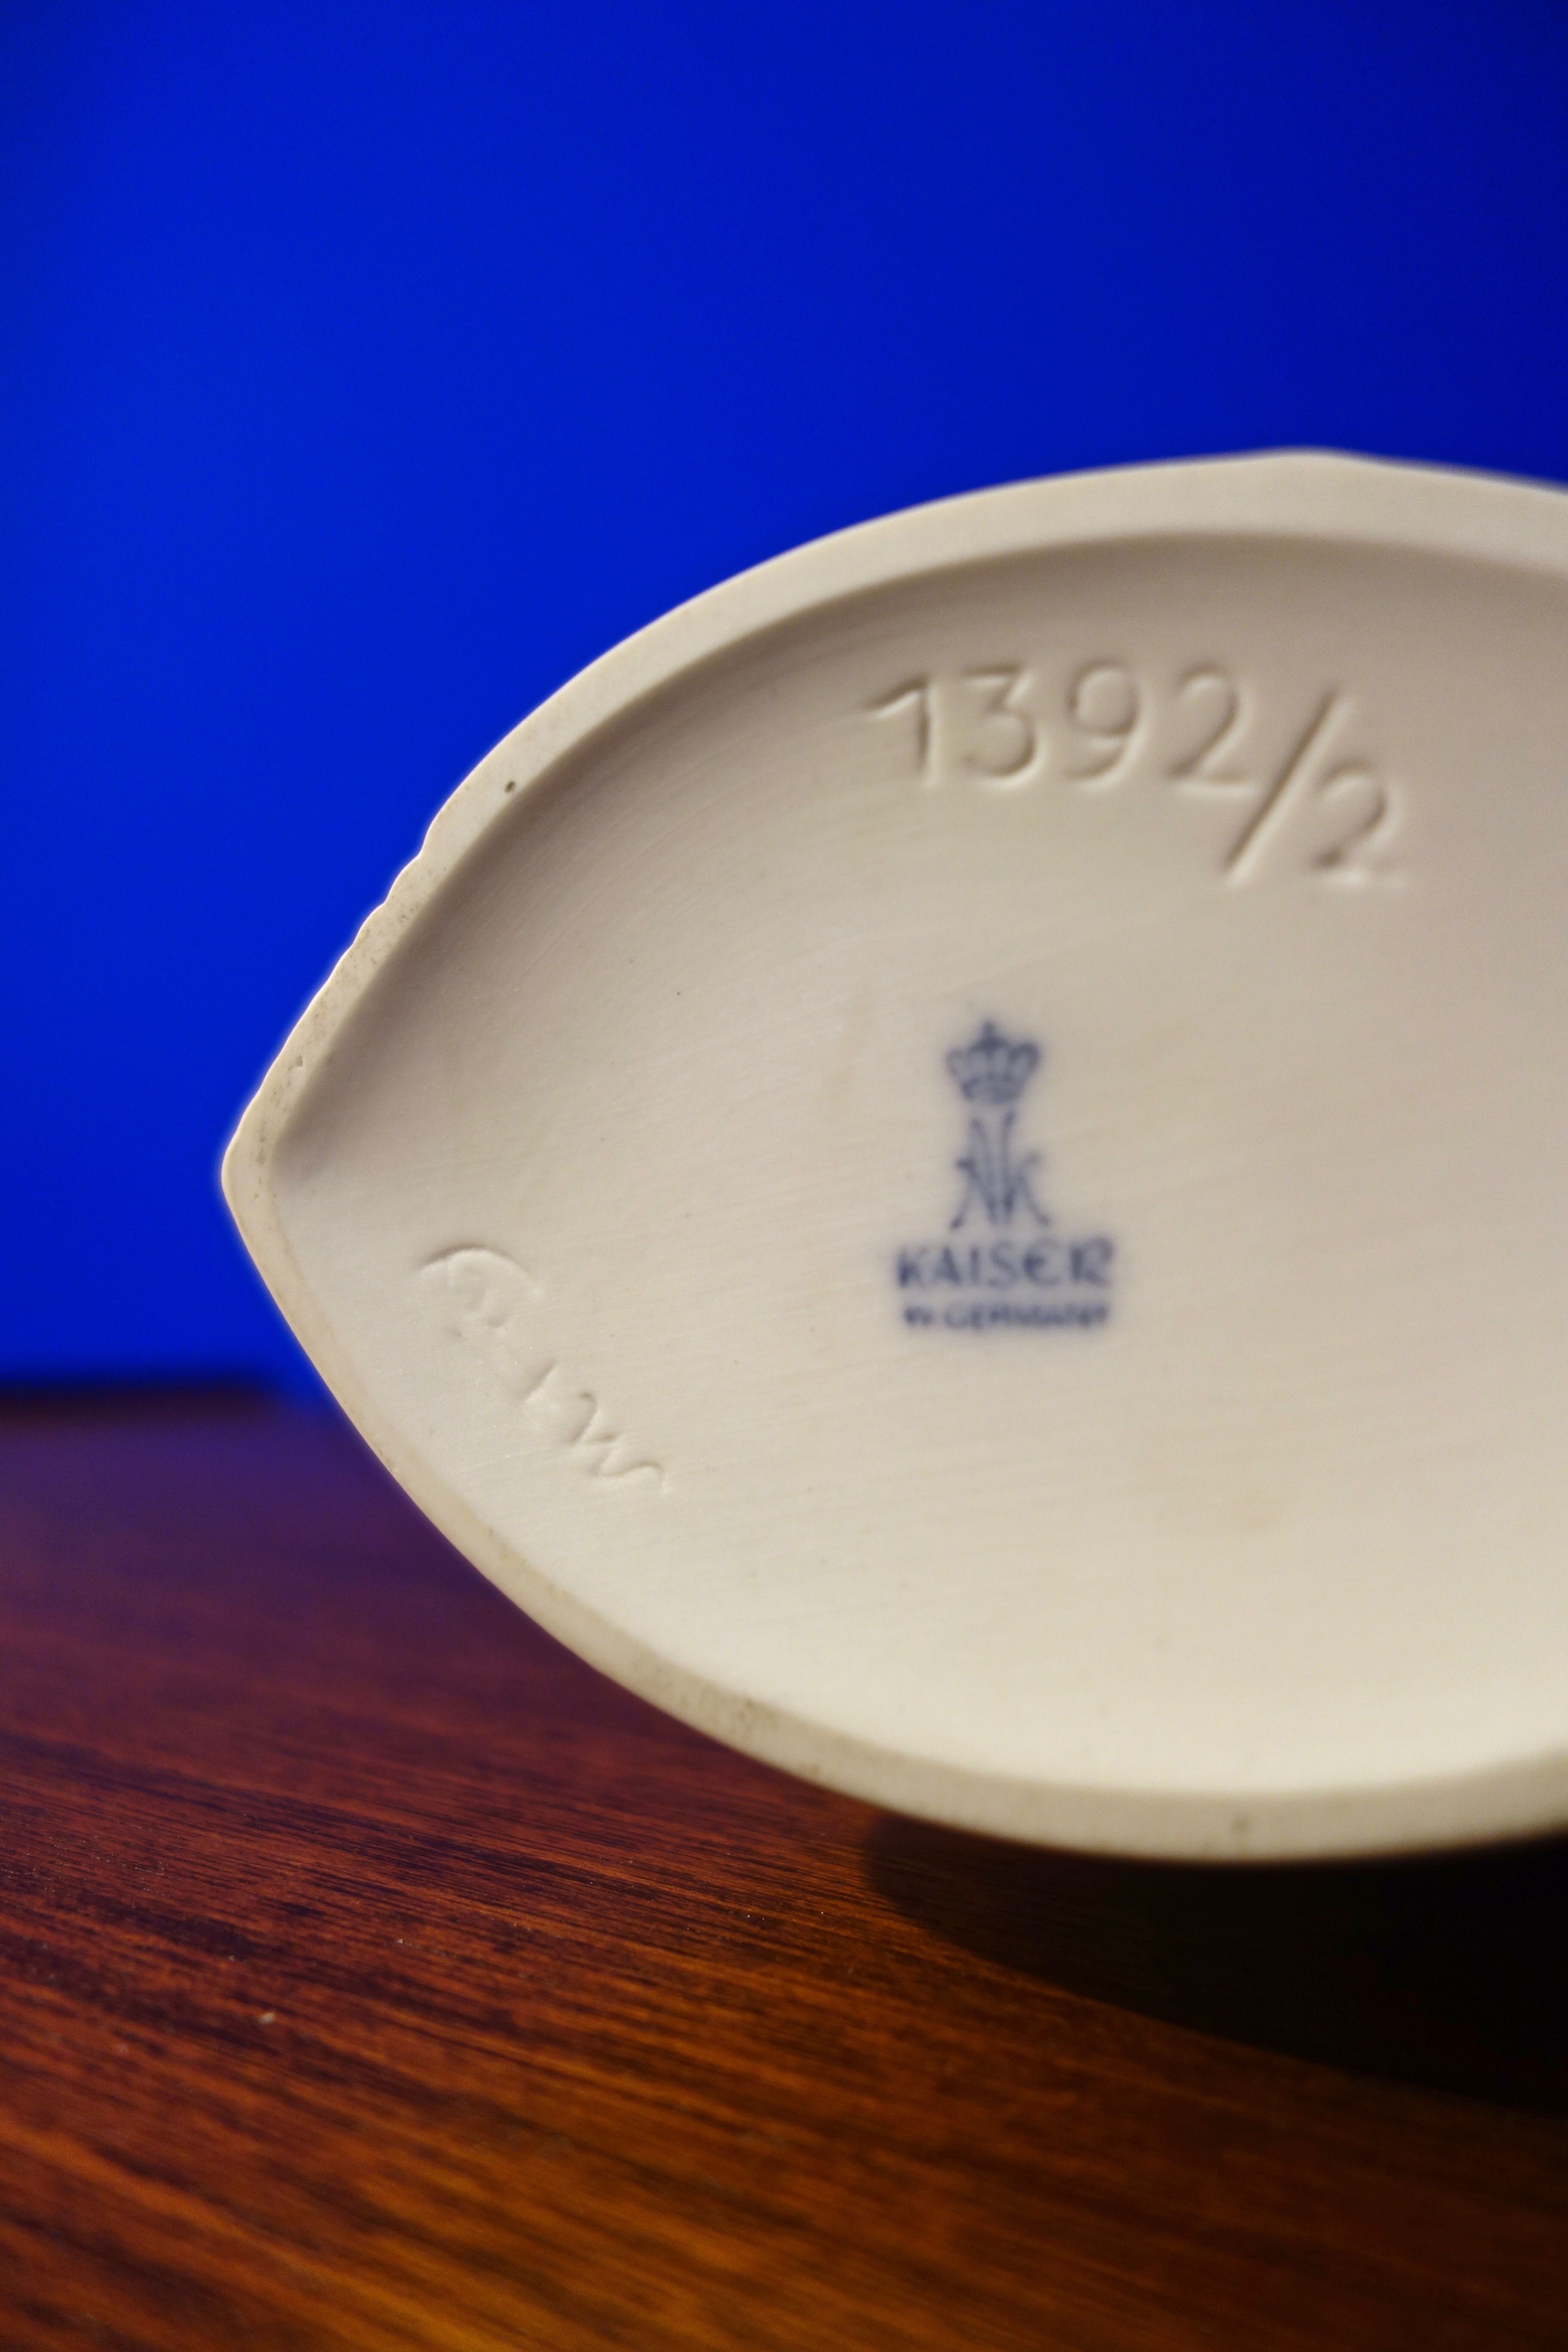 1392/2
AK
KAISER
W. GERMANY